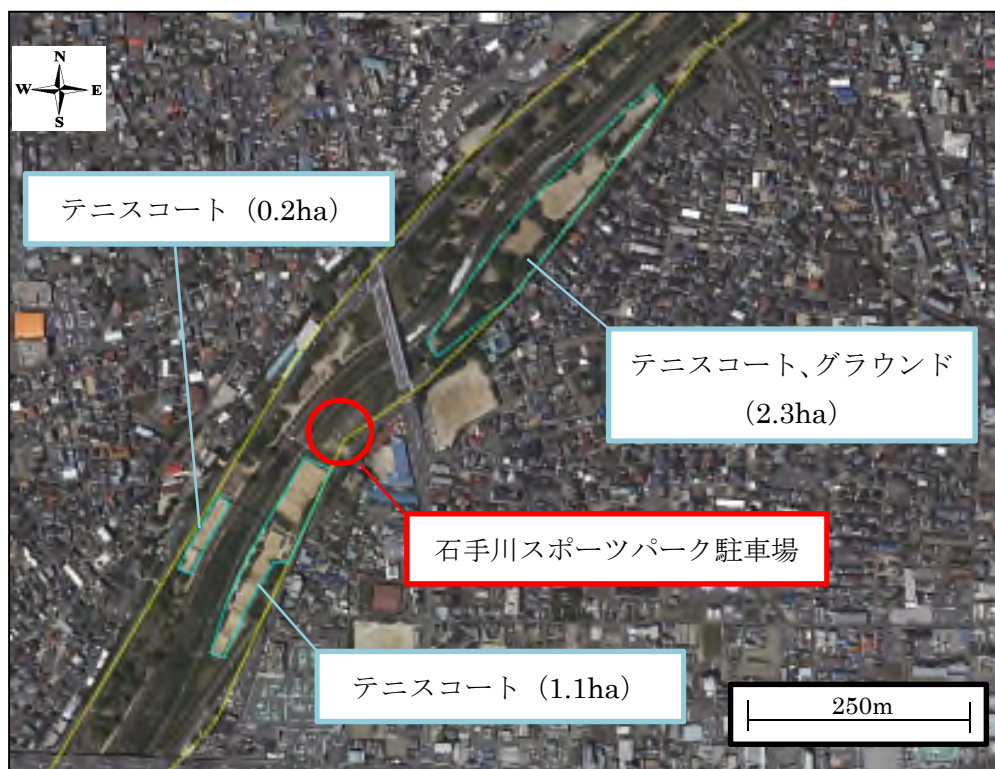 N
W E
S
テニスコート（0.2ha）
テニスコート、グラウンド
（2.3ha）
石手川スポーツパーク駐車場
テニスコート（1.1ha）
250m